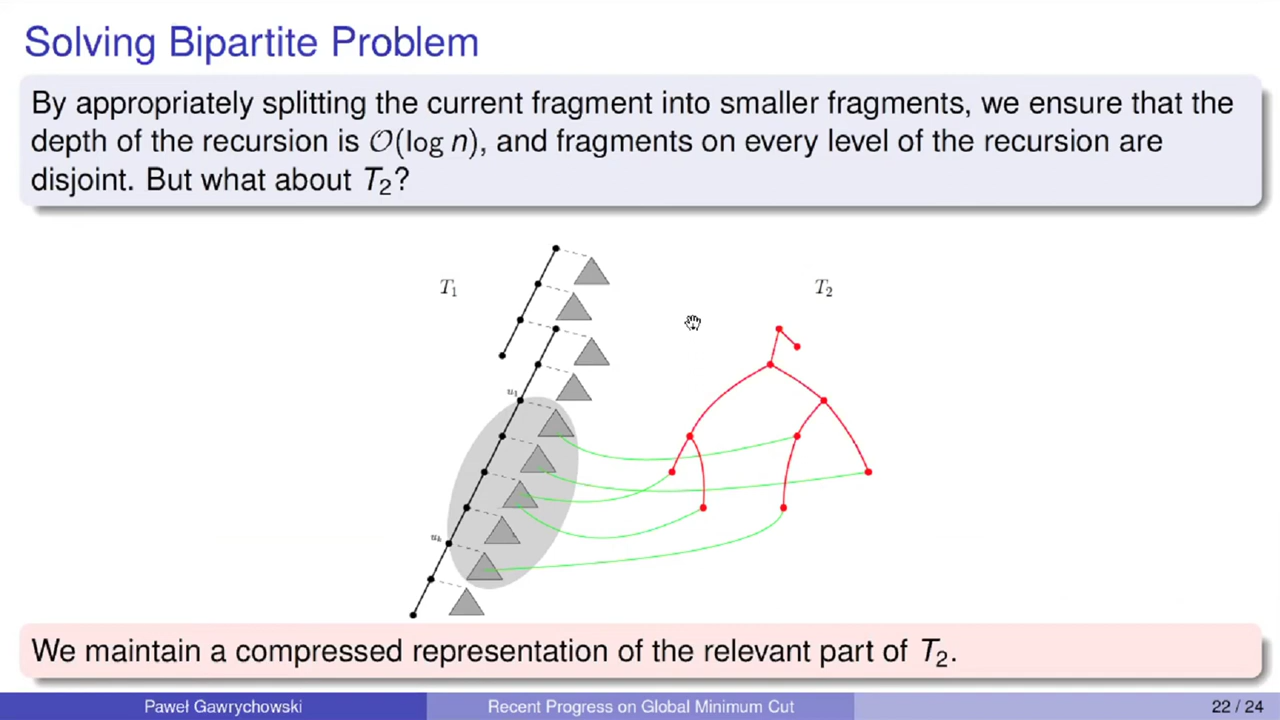 Solving Bipartite Problem
By appropriately splitting the current fragment into smaller fragments, we ensure that the
depth of the recursion is 𝒪(log n), and fragments on every level of the recursion are
disjoint. But what about T₂?
T₁
T₂
u₁
u_k
We maintain a compressed representation of the relevant part of T₂.
Paweł Gawrychowski
Recent Progress on Global Minimum Cut
22 / 24